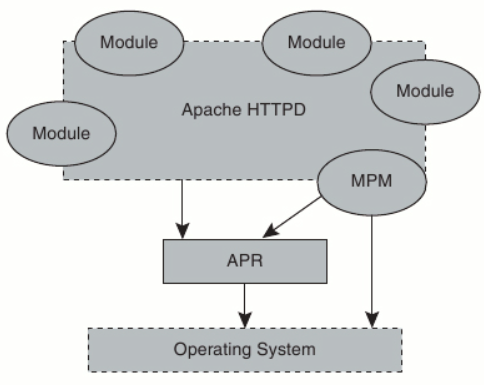 Module
Module
Module
Apache HTTPD
Module
MPM
APR
Operating System